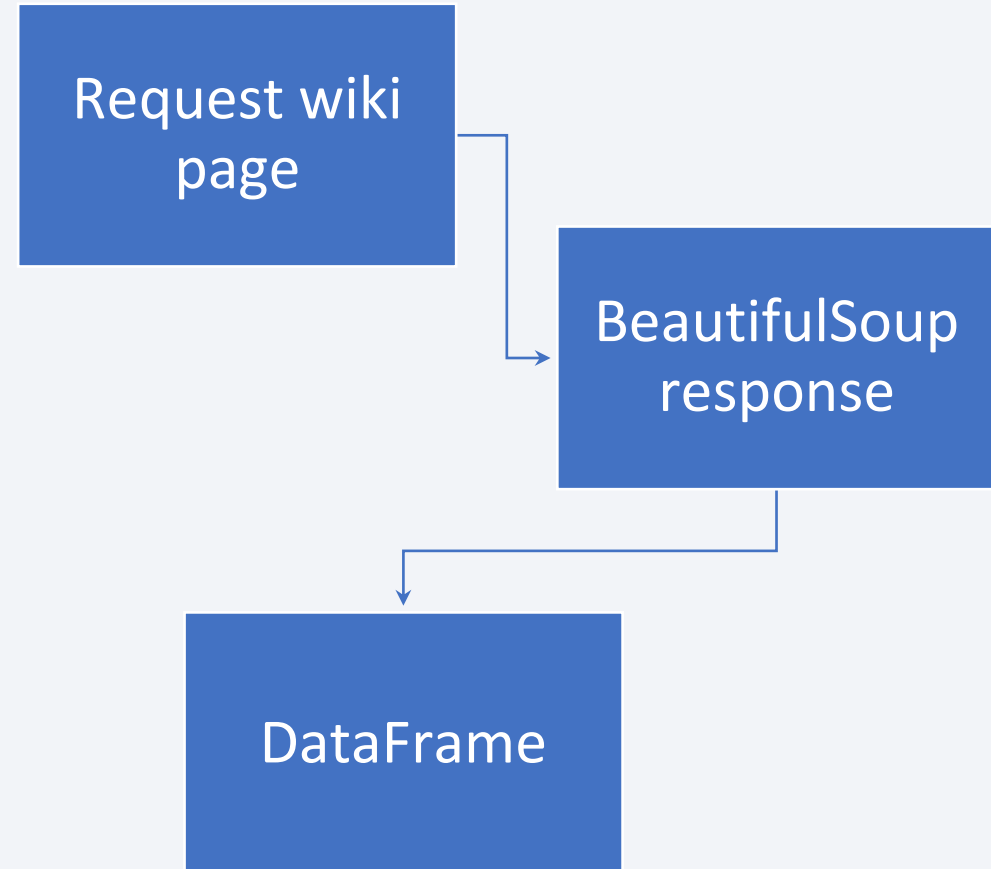 Request wiki
page
BeautifulSoup
response
DataFrame